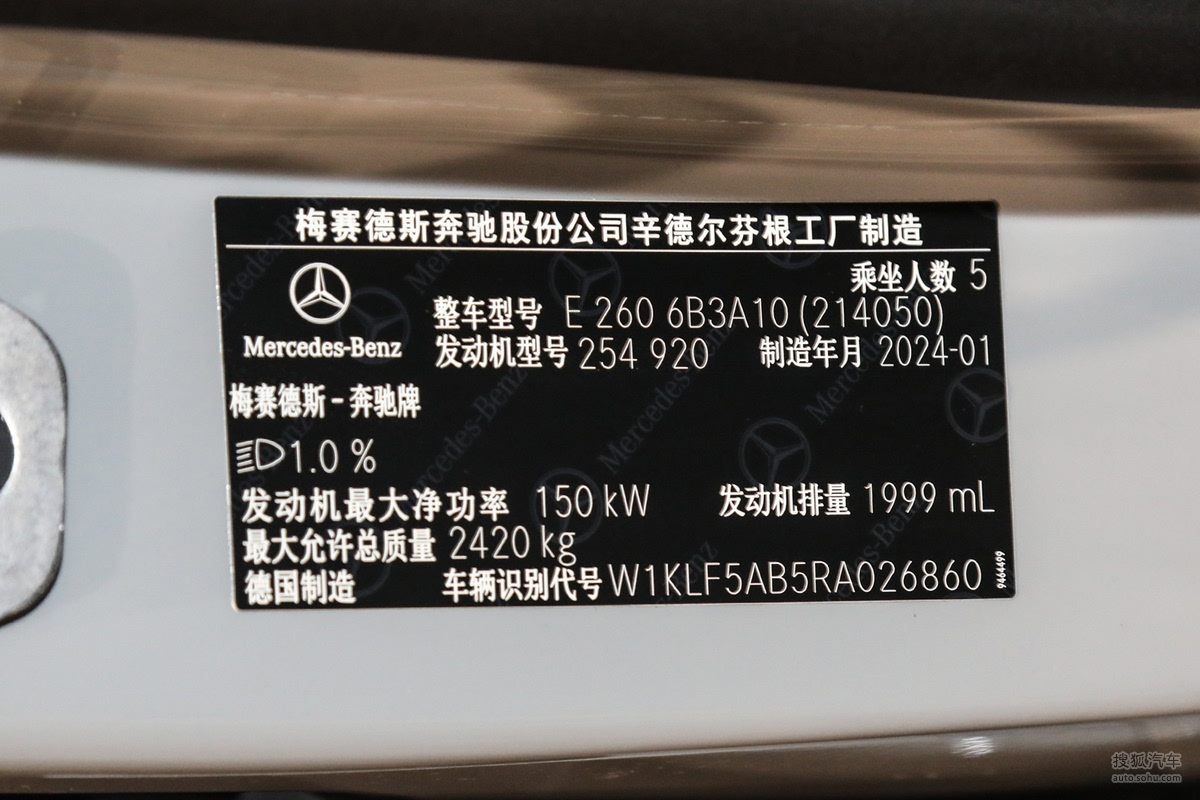 梅赛德斯奔驰股份公司辛德尔芬根工厂制造
乘坐人数 5
Mercedes-Benz
整车型号 E 260 6B3A10 (214050)
发动机型号 254 920 制造年月 2024-01
梅赛德斯-奔驰牌
1.0 %
发动机最大净功率 150 kW 发动机排量 1999 mL
最大允许总质量 2420 kg
德国制造 车辆识别代号 W1KLF5AB5RA026860
9464499
搜狐汽车
auto.sohu.com